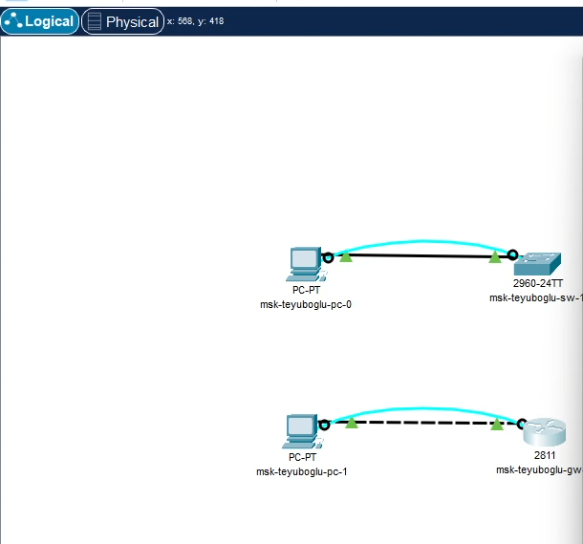 Logical
Physical
x: 568, y: 418
PC-PT
msk-teyuboglu-pc-0
2960-24TT
msk-teyuboglu-sw-1
PC-PT
msk-teyuboglu-pc-1
2811
msk-teyuboglu-gw